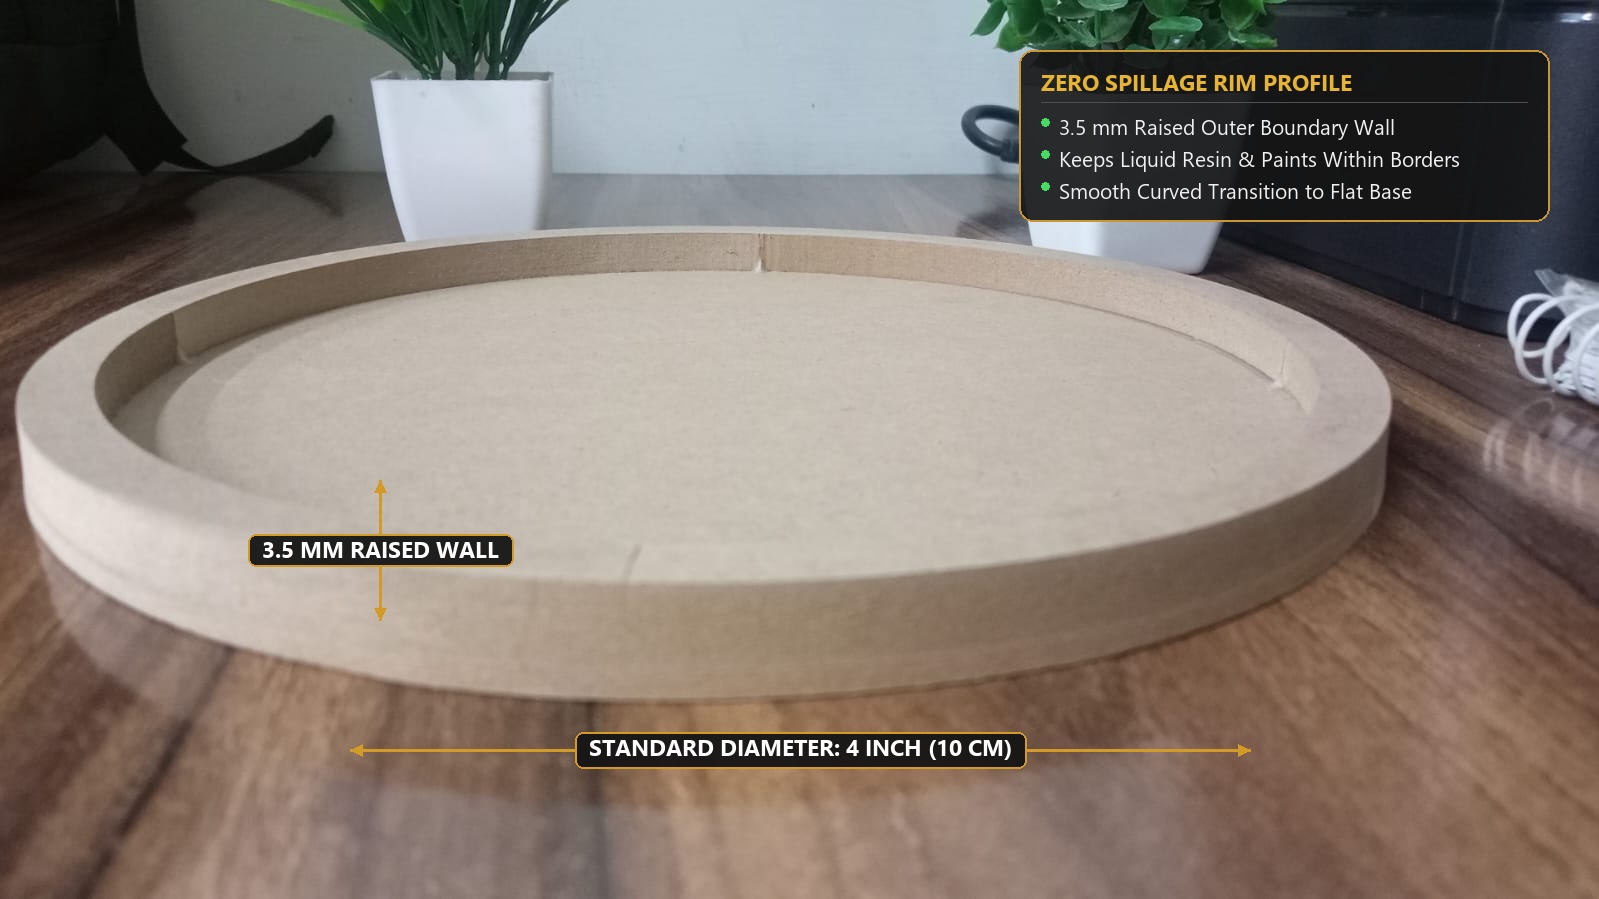 ZERO SPILLAGE RIM PROFILE
3.5 mm Raised Outer Boundary Wall
Keeps Liquid Resin & Paints Within Borders
Smooth Curved Transition to Flat Base
3.5 MM RAISED WALL
STANDARD DIAMETER: 4 INCH (10 CM)